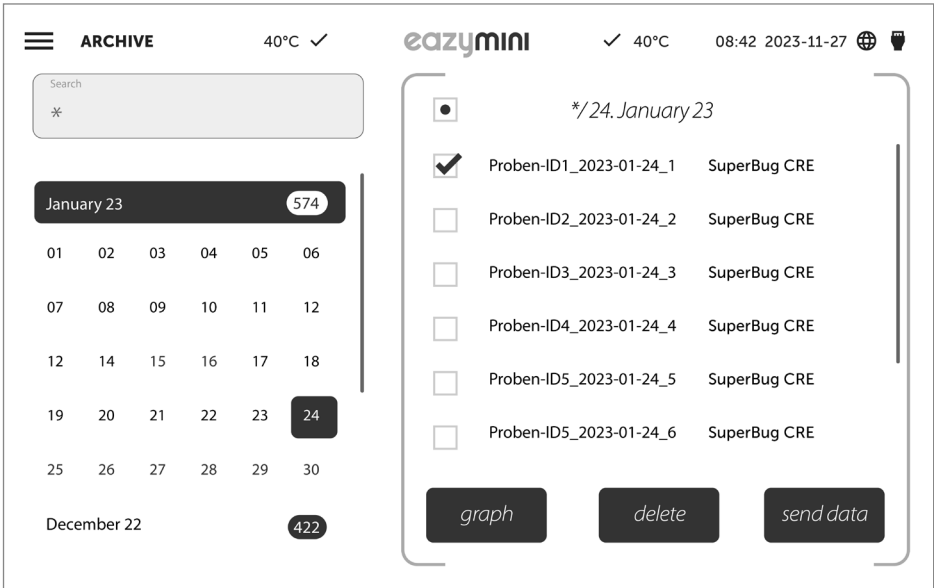 ARCHIVE 40°C
eazymini 40°C 08:42 2023-11-27
Search
*
January 23 574
01 02 03 04 05 06
07 08 09 10 11 12
12 14 15 16 17 18
19 20 21 22 23 24
25 26 27 28 29 30
December 22 422
*/ 24. January 23
Proben-ID1_2023-01-24_1 SuperBug CRE
Proben-ID2_2023-01-24_2 SuperBug CRE
Proben-ID3_2023-01-24_3 SuperBug CRE
Proben-ID4_2023-01-24_4 SuperBug CRE
Proben-ID5_2023-01-24_5 SuperBug CRE
Proben-ID5_2023-01-24_6 SuperBug CRE
graph delete send data